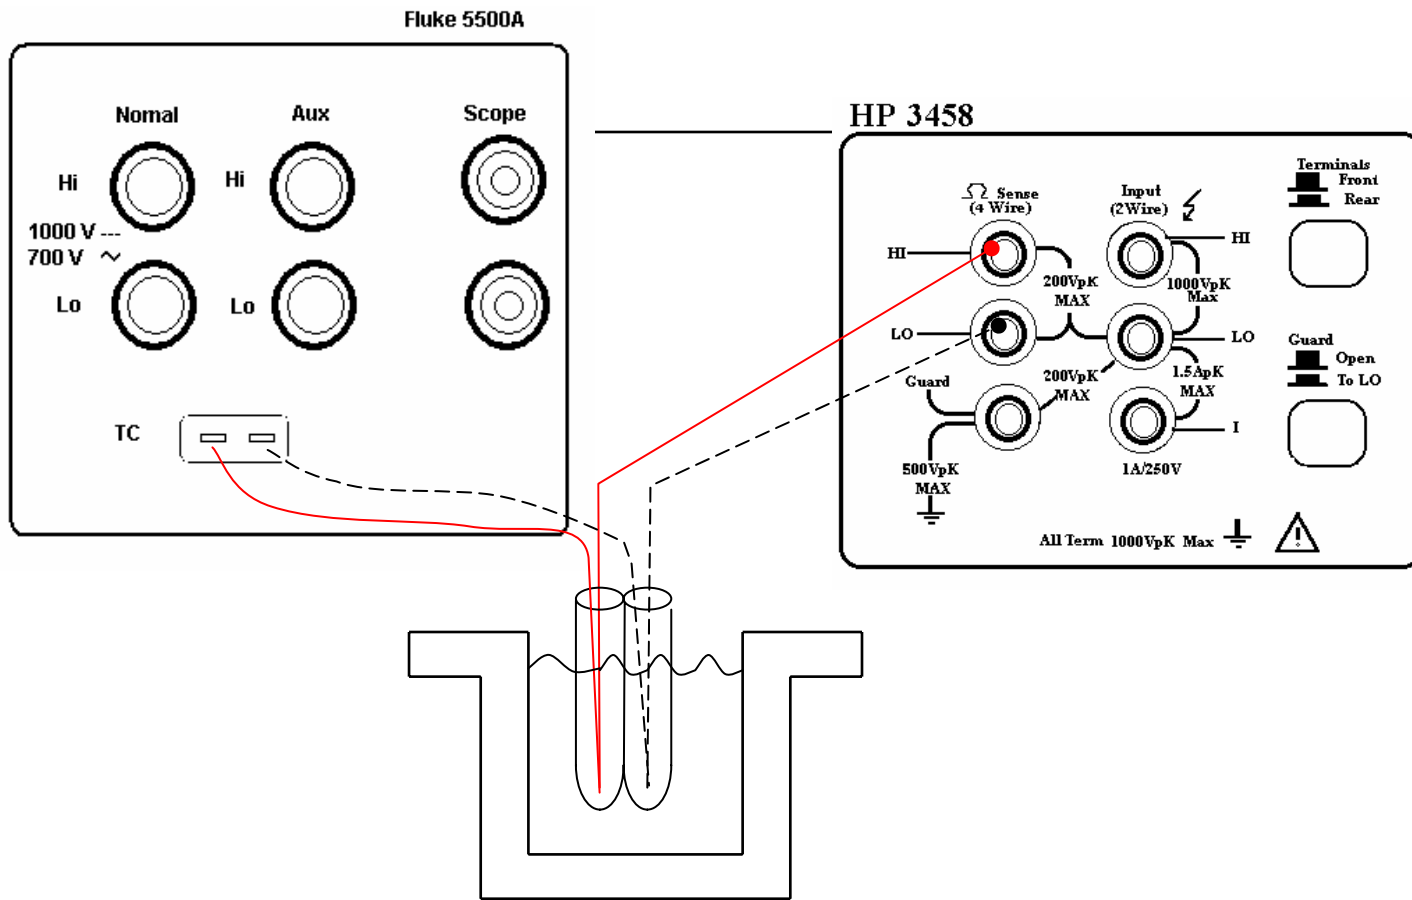 Fluke 5500A
Nomal
Aux
Scope
Hi
Hi
1000 V ---
700 V ~
Lo
Lo
TC
HP 3458
Ω Sense
(4 Wire)
Input
(2Wire)
Terminals
Front
Rear
HI
HI
200VpK
MAX
1000VpK
Max
LO
LO
Guard
Open
To LO
Guard
200VpK
MAX
1.5ApK
MAX
I
500VpK
MAX
1A/250V
All Term 1000VpK Max
!